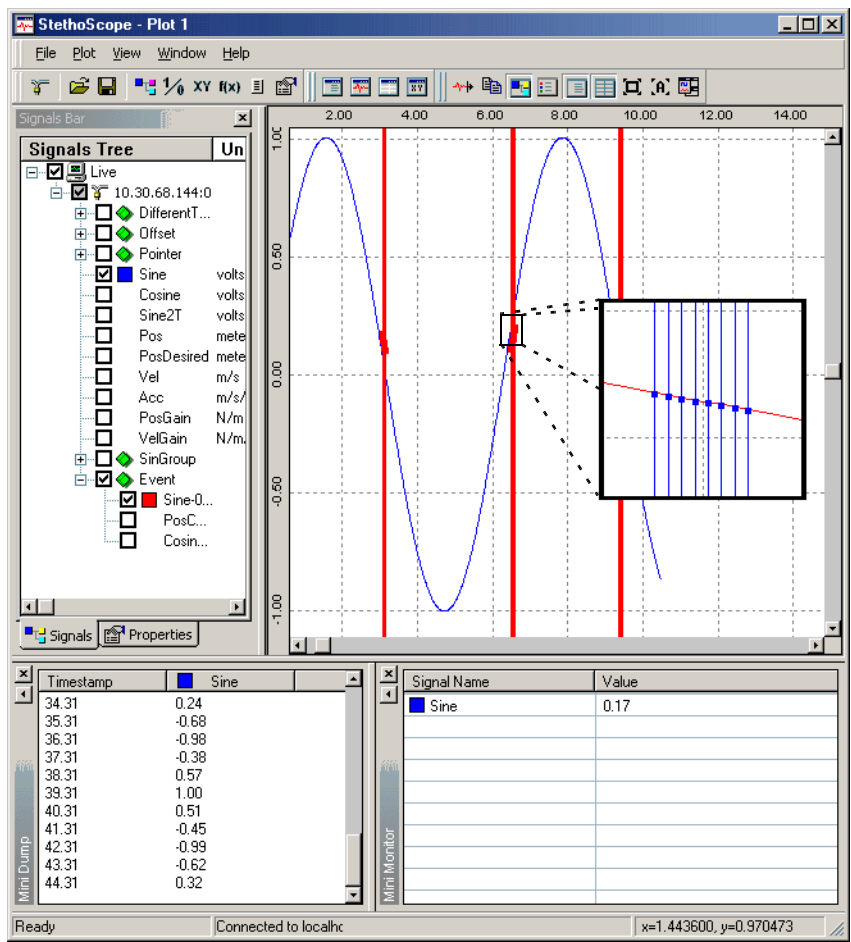 StethoScope - Plot 1
File Plot View Window Help
XY f(x) XY [A]
Signals Bar
Signals Tree Un
Live
10.30.68.144:0
DifferentT...
Offset
Pointer
Sine volts
Cosine volts
Sine2T volts
Pos mete
PosDesired mete
Vel m/s
Acc m/s/
PosGain N/m
VelGain N/m.
SinGroup
Event
Sine-0...
PosC...
Cosin...
Signals Properties
2.00 4.00 6.00 8.00 10.00 12.00 14.00
1.00
0.50
0.00
-0.50
-1.00
Timestamp Sine
34.31 0.24
35.31 -0.68
36.31 -0.98
37.31 -0.38
38.31 0.57
39.31 1.00
40.31 0.51
41.31 -0.45
42.31 -0.99
43.31 -0.62
44.31 0.32
Mini Dump
Signal Name Value
Sine 0.17
Mini Monitor
Ready Connected to localhc x=1.443600, y=0.970473